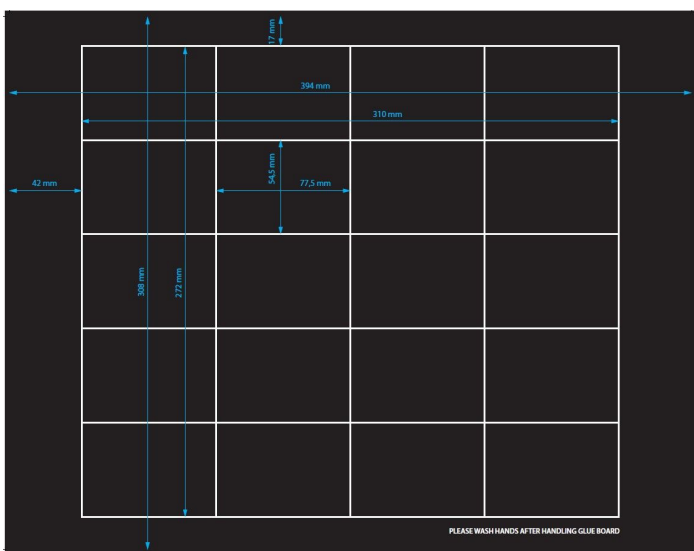 17 mm
394 mm
310 mm
54,5 mm
42 mm
77,5 mm
308 mm
272 mm
PLEASE WASH HANDS AFTER HANDLING GLUE BOARD